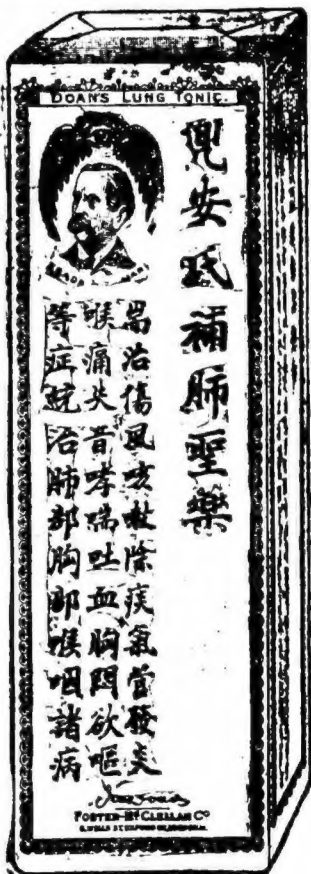 DOAN'S LUNG TONIC.
兜安氏補肺聖藥
耑治傷風咳嗽除痰氣管發炎
喉痛失音哮喘吐血胸悶欲嘔
等症統治肺部胸部喉咽諸病
FOSTER-McCLELLAN Co